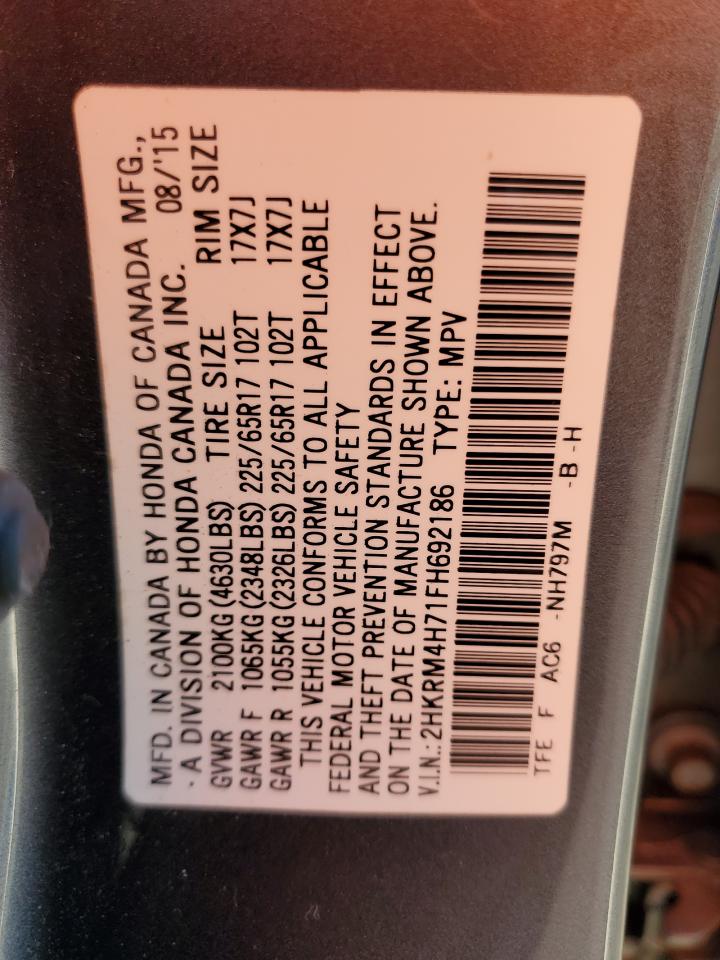 MFD. IN CANADA BY HONDA OF CANADA MFG.,
· A DIVISION OF HONDA CANADA INC. 08/'15
GVWR 2100KG (4630LBS) TIRE SIZE RIM SIZE
GAWR F 1065KG (2348LBS) 225/65R17 102T 17X7J
GAWR R 1055KG (2326LBS) 225/65R17 102T 17X7J
THIS VEHICLE CONFORMS TO ALL APPLICABLE
FEDERAL MOTOR VEHICLE SAFETY
AND THEFT PREVENTION STANDARDS IN EFFECT
ON THE DATE OF MANUFACTURE SHOWN ABOVE.
V.I.N.: 2HKRM4H71FH692186 TYPE: MPV
TFE F AC6 -NH797M -B -H